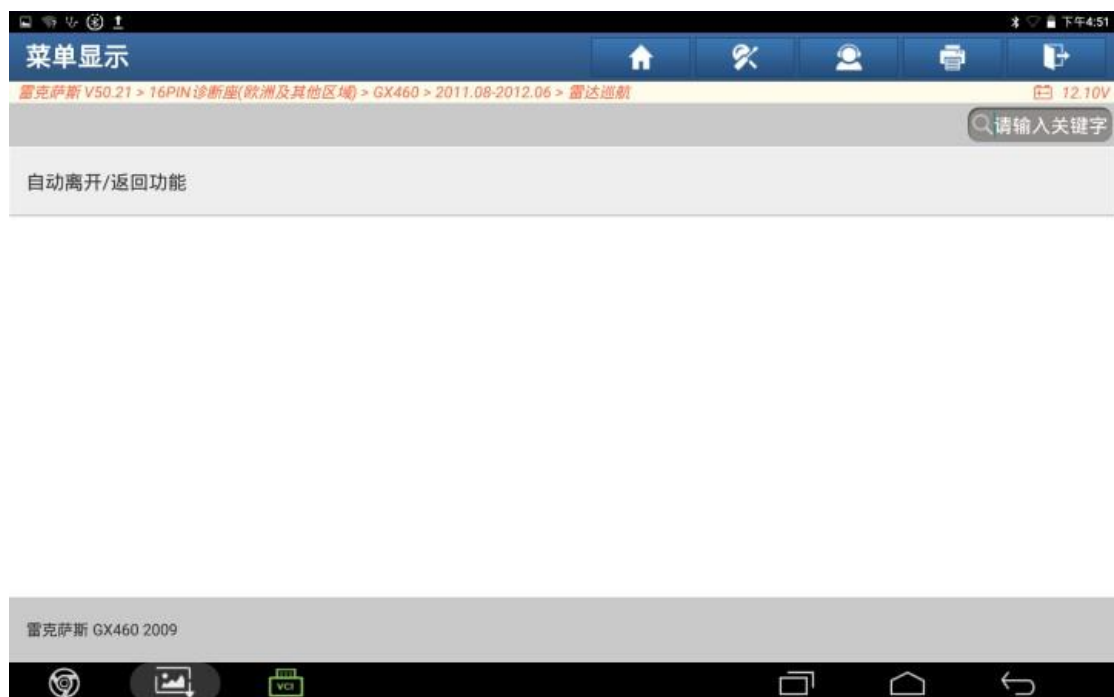 下午4:51
菜单显示
雷克萨斯 V50.21 > 16PIN诊断座(欧洲及其他区域) > GX460 > 2011.08-2012.06 > 雷达巡航
12.10V
请输入关键字
自动离开/返回功能
雷克萨斯 GX460 2009
VCI